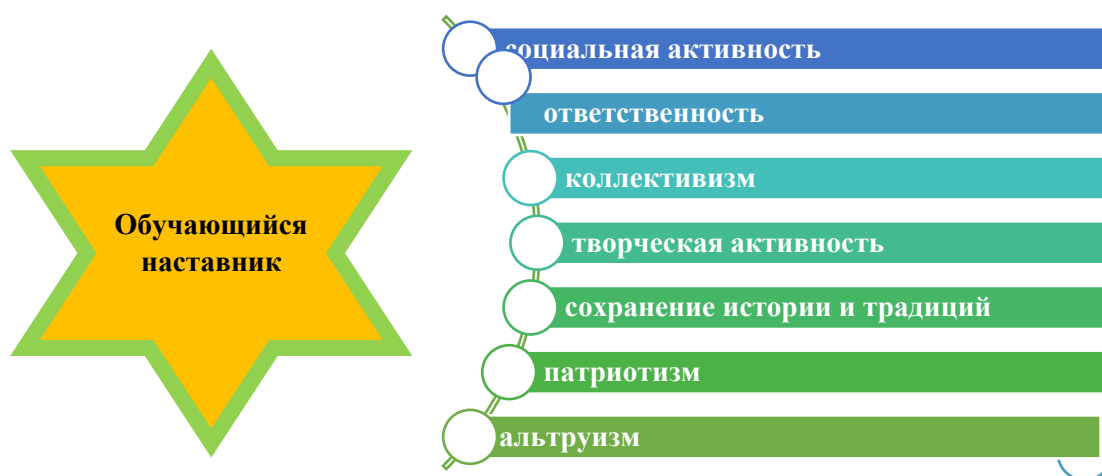 Обучающийся
наставник
социальная активность
ответственность
коллективизм
творческая активность
сохранение истории и традиций
патриотизм
альтруизм